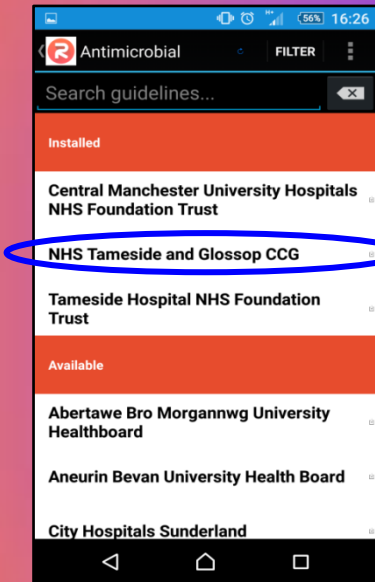 56% 16:26
Antimicrobial FILTER
Search guidelines...
Installed
Central Manchester University Hospitals
NHS Foundation Trust
NHS Tameside and Glossop CCG
Tameside Hospital NHS Foundation
Trust
Available
Abertawe Bro Morgannwg University
Healthboard
Aneurin Bevan University Health Board
City Hospitals Sunderland